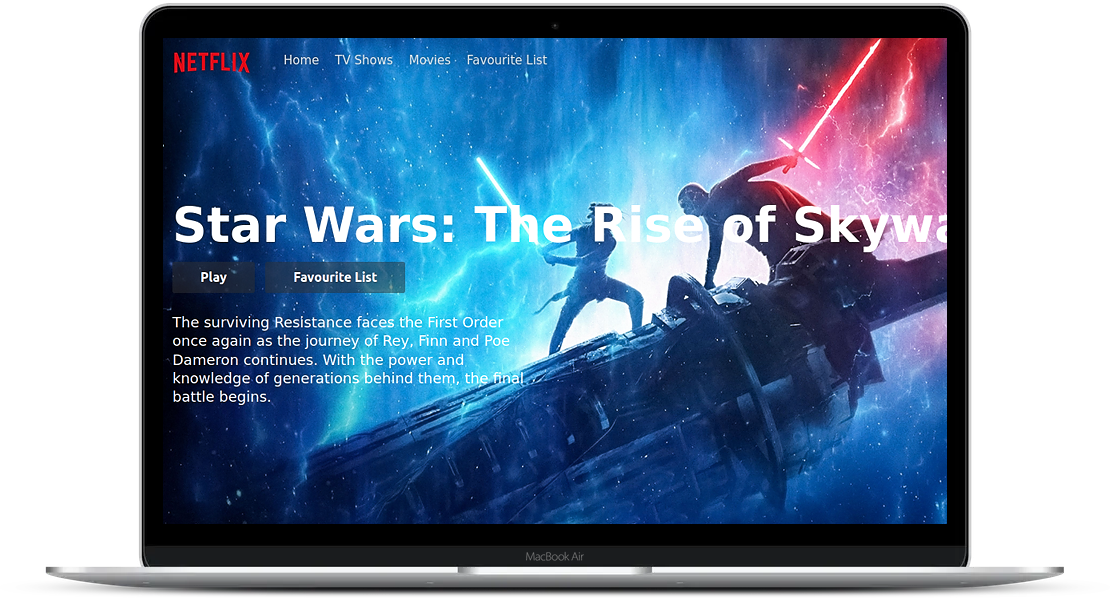 NETFLIX Home TV Shows Movies Favourite List
Star Wars: The Rise of Skywa
Play Favourite List
The surviving Resistance faces the First Order
once again as the journey of Rey, Finn and Poe
Dameron continues. With the power and
knowledge of generations behind them, the final
battle begins.
MacBook Air